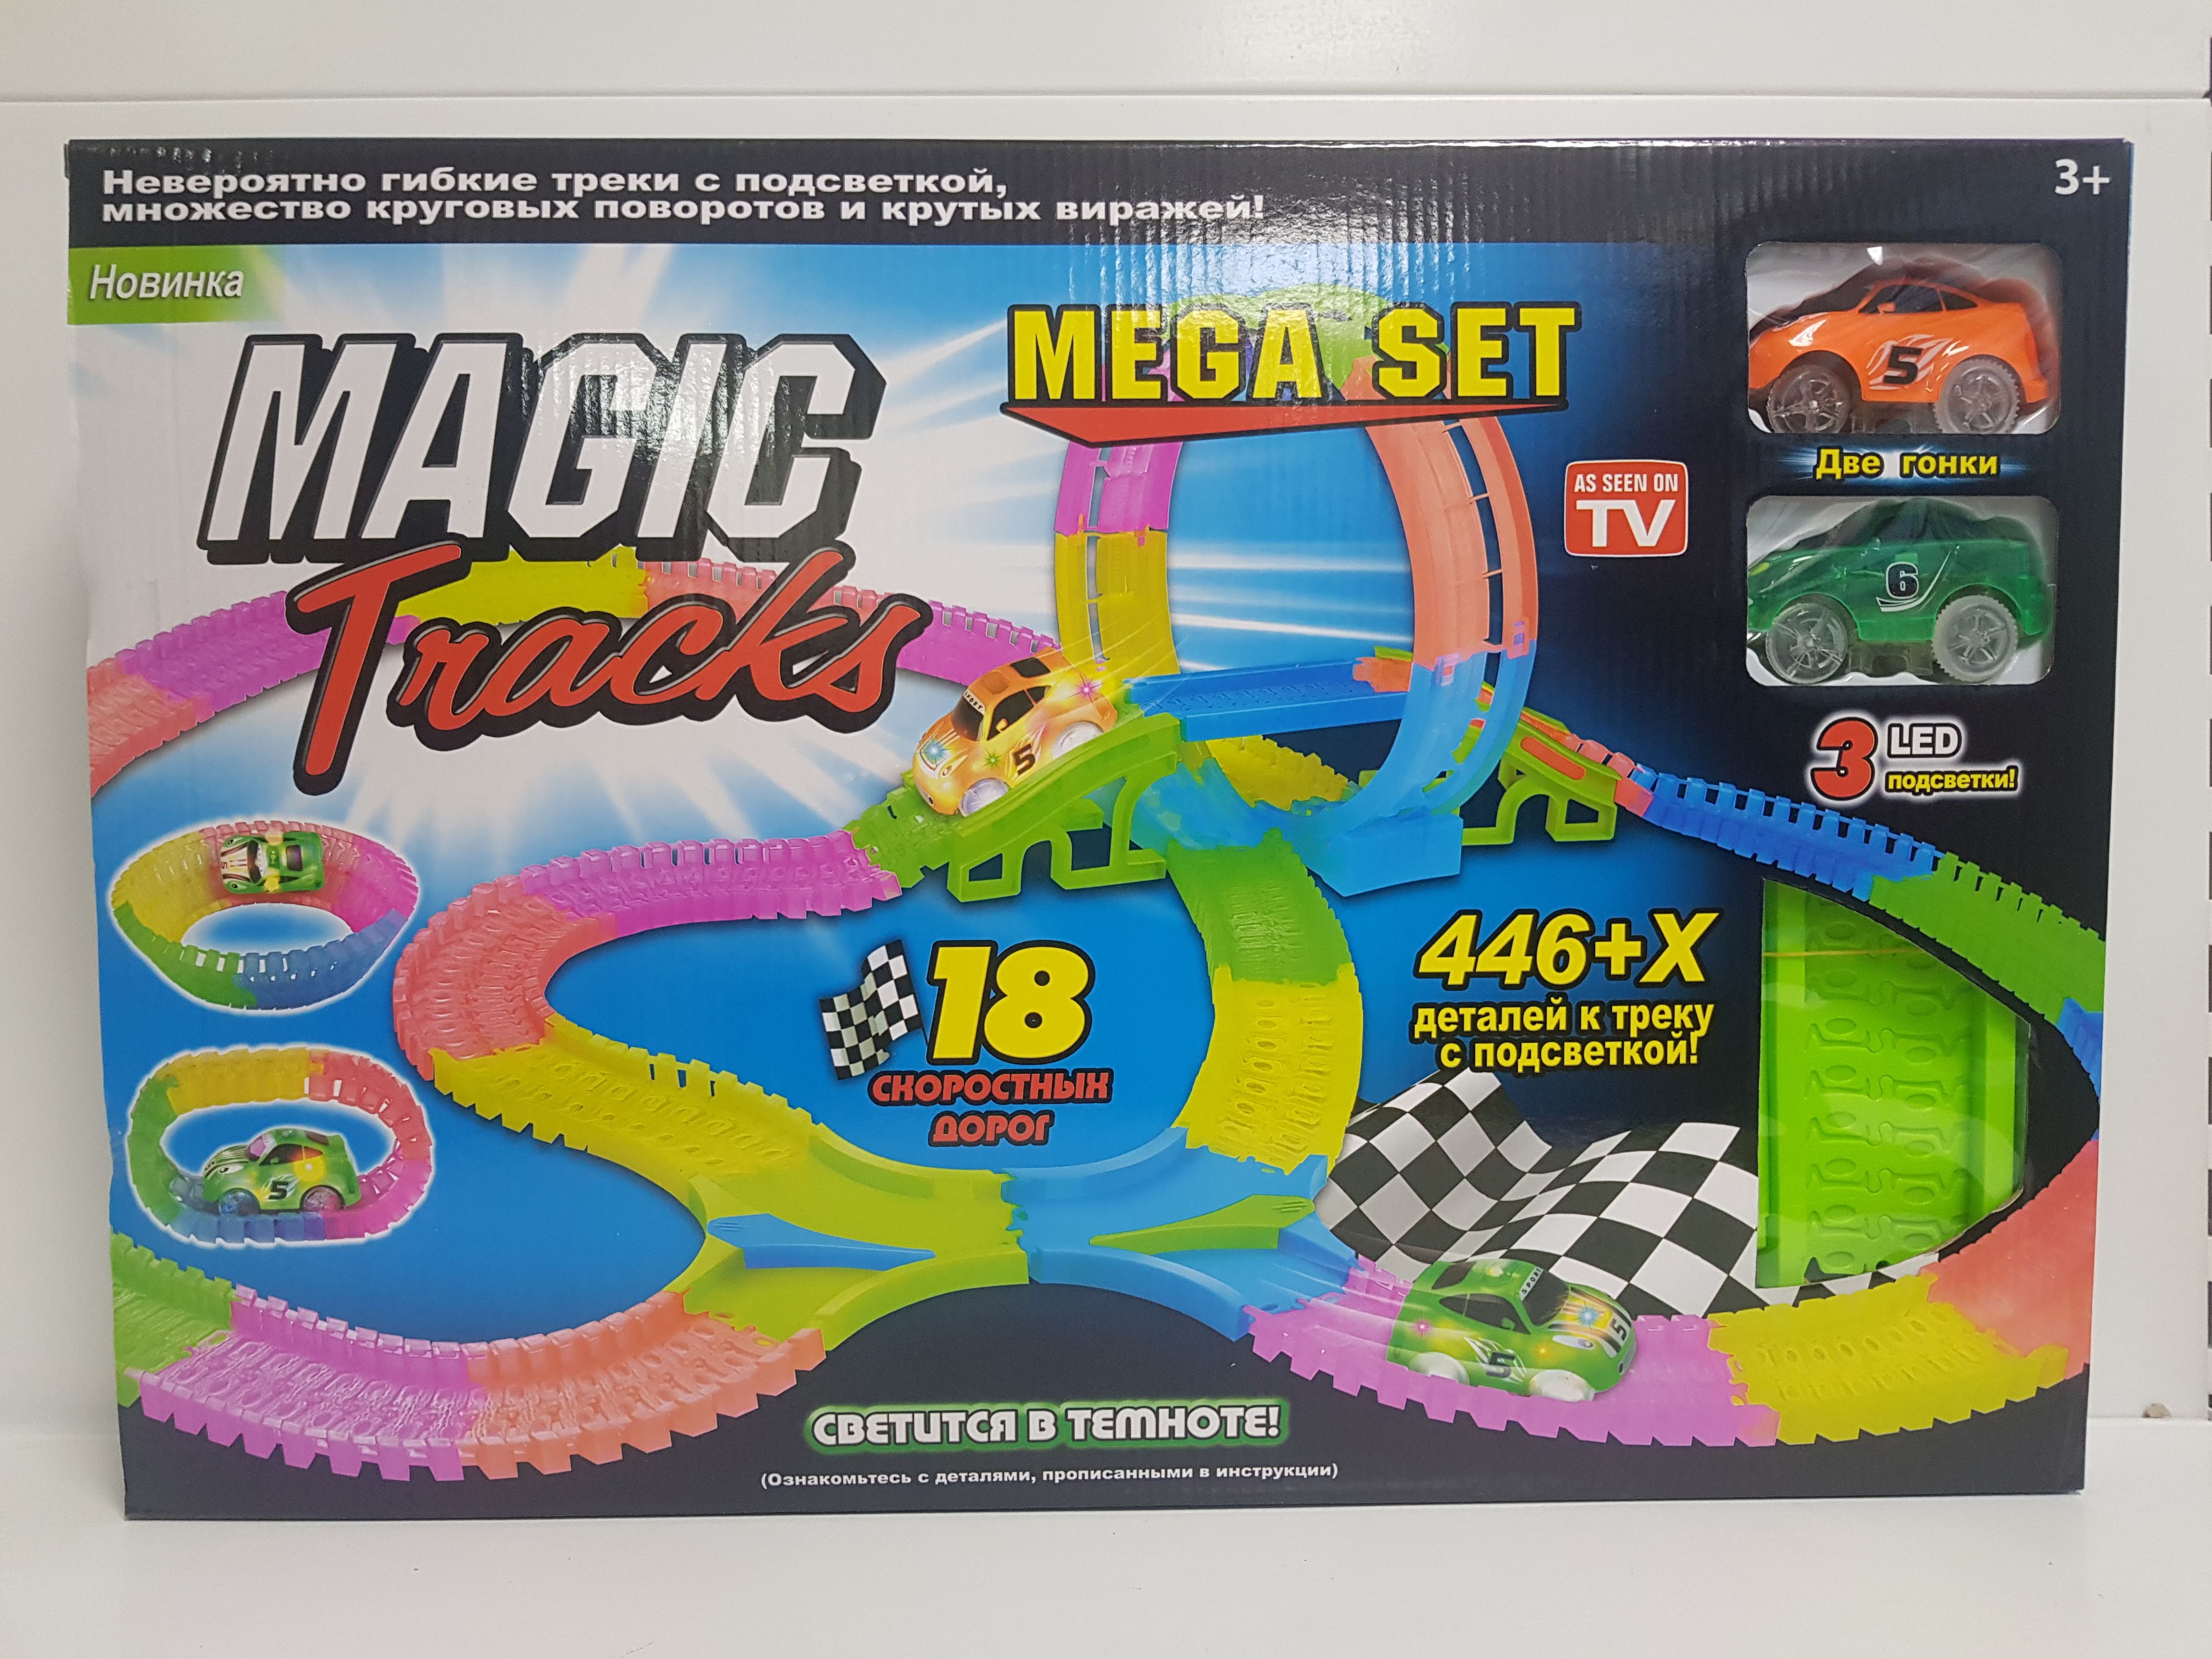 Невероятно гибкие треки с подсветкой,
множество круговых поворотов и крутых виражей!
3+
Новинка
MAGIC
Tracks
MEGA SET
AS SEEN ON
TV
5
Две гонки
6
3 LED
подсветки!
5
446+X
деталей к треку
с подсветкой!
18
СКОРОСТНЫХ
ДОРОГ
5
SPORT
5
5
СВЕТИТСЯ В ТЕМНОТЕ!
(Ознакомьтесь с деталями, прописанными в инструкции)